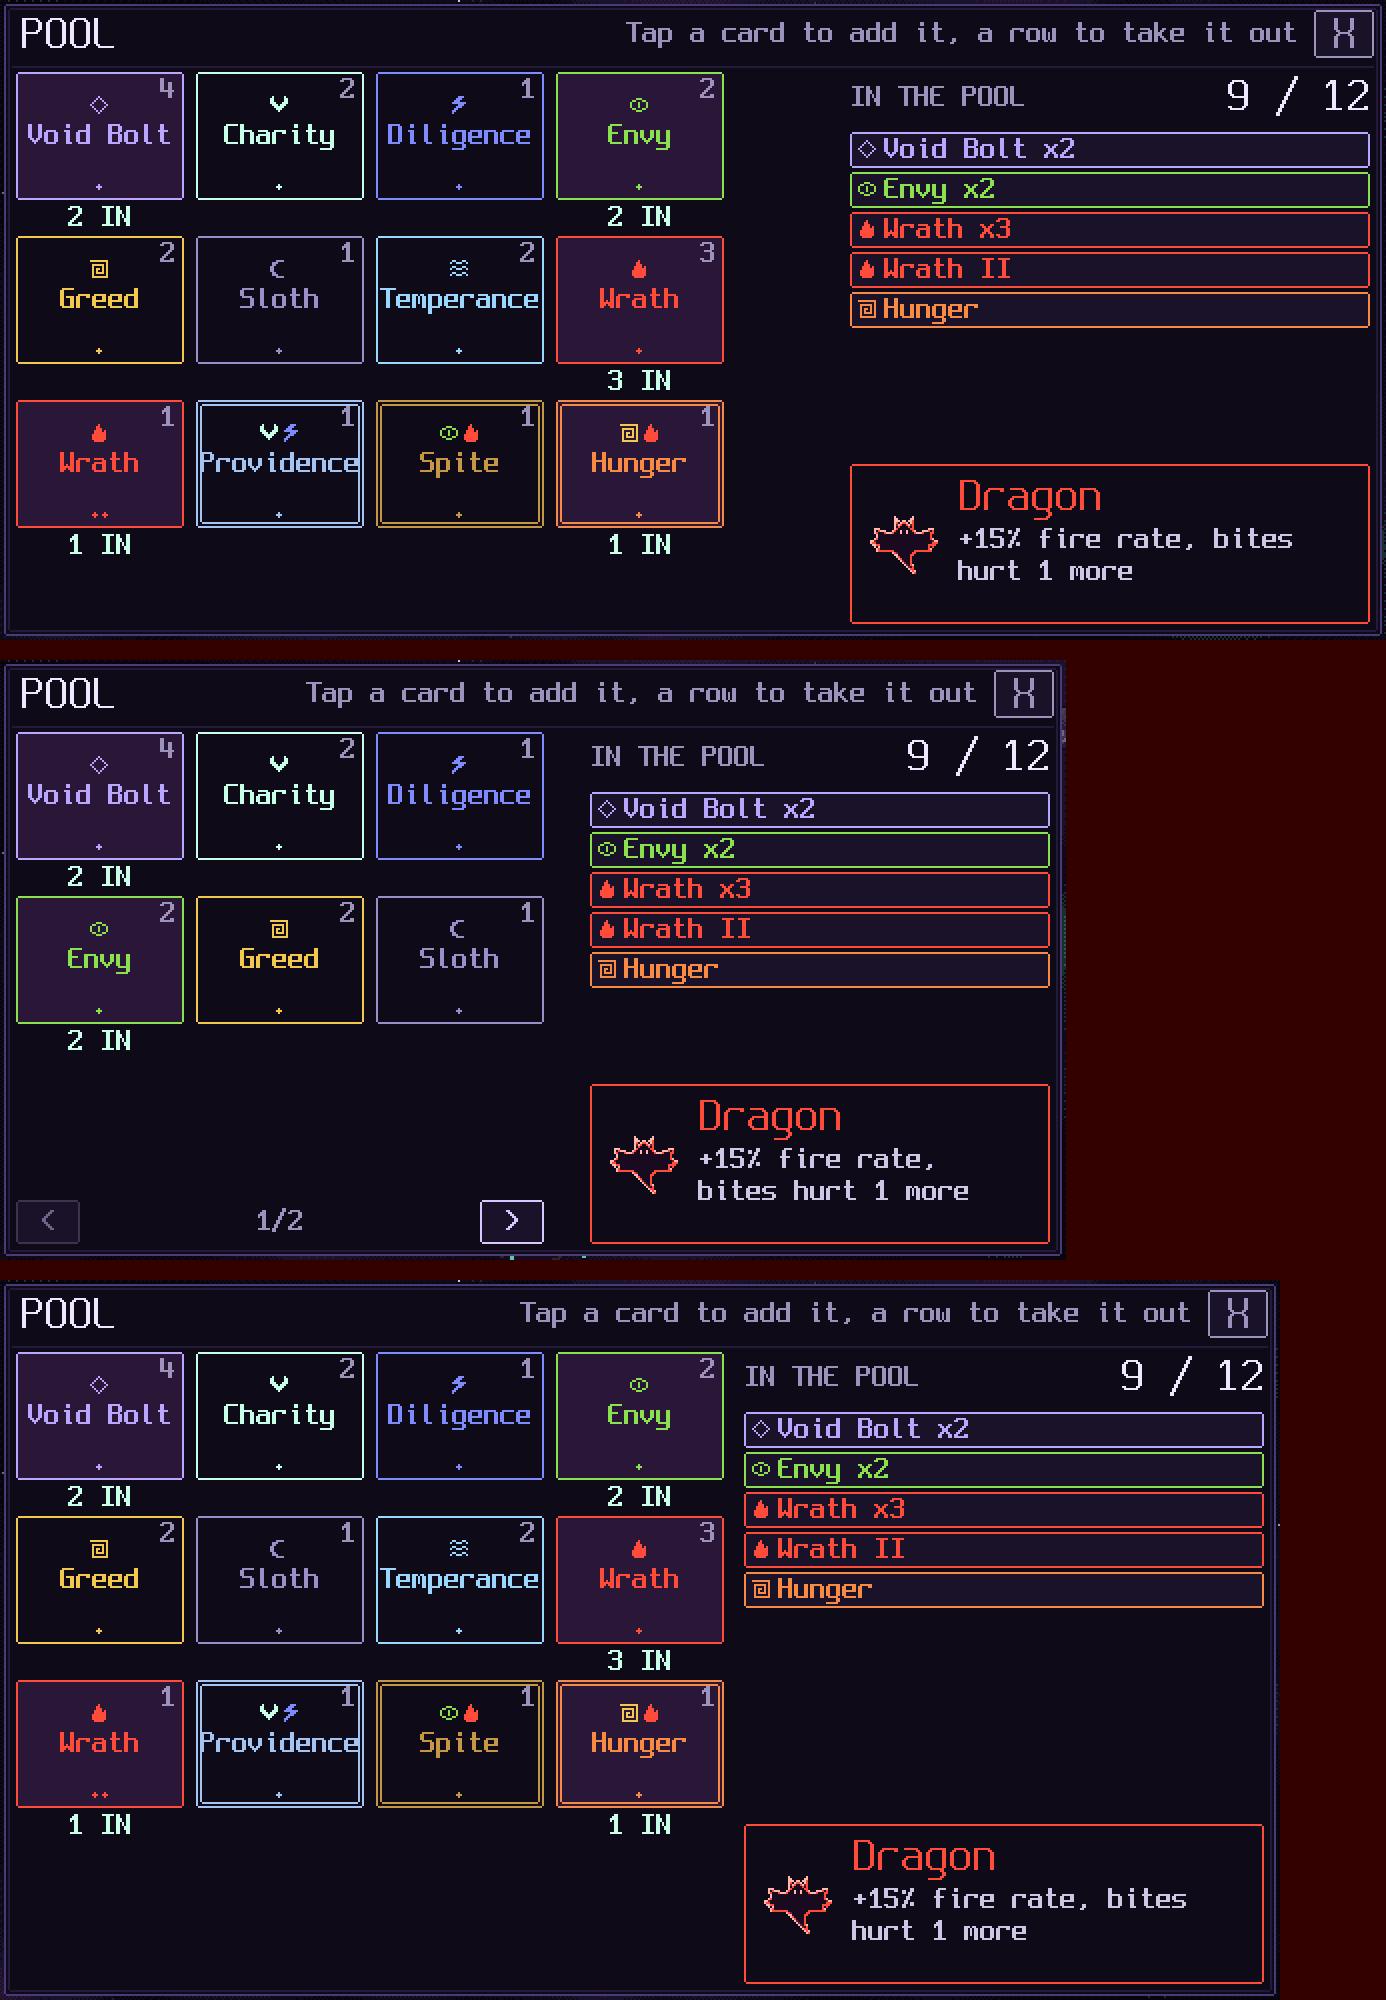 POOL
Tap a card to add it, a row to take it out
X
4
Void Bolt
2 IN
2
Charity
1
Diligence
2
Envy
2 IN
2
Greed
1
Sloth
2
Temperance
3
Wrath
3 IN
1
Wrath
1 IN
1
Providence
1
Spite
1
Hunger
1 IN
IN THE POOL
9 / 12
Void Bolt x2
Envy x2
Wrath x3
Wrath II
Hunger
Dragon
+15% fire rate, bites
hurt 1 more
POOL
Tap a card to add it, a row to take it out
X
4
Void Bolt
2 IN
2
Charity
1
Diligence
2
Envy
2 IN
2
Greed
1
Sloth
<
1/2
>
IN THE POOL
9 / 12
Void Bolt x2
Envy x2
Wrath x3
Wrath II
Hunger
Dragon
+15% fire rate,
bites hurt 1 more
POOL
Tap a card to add it, a row to take it out
X
4
Void Bolt
2 IN
2
Charity
1
Diligence
2
Envy
2 IN
2
Greed
1
Sloth
2
Temperance
3
Wrath
3 IN
1
Wrath
1 IN
1
Providence
1
Spite
1
Hunger
1 IN
IN THE POOL
9 / 12
Void Bolt x2
Envy x2
Wrath x3
Wrath II
Hunger
Dragon
+15% fire rate, bites
hurt 1 more